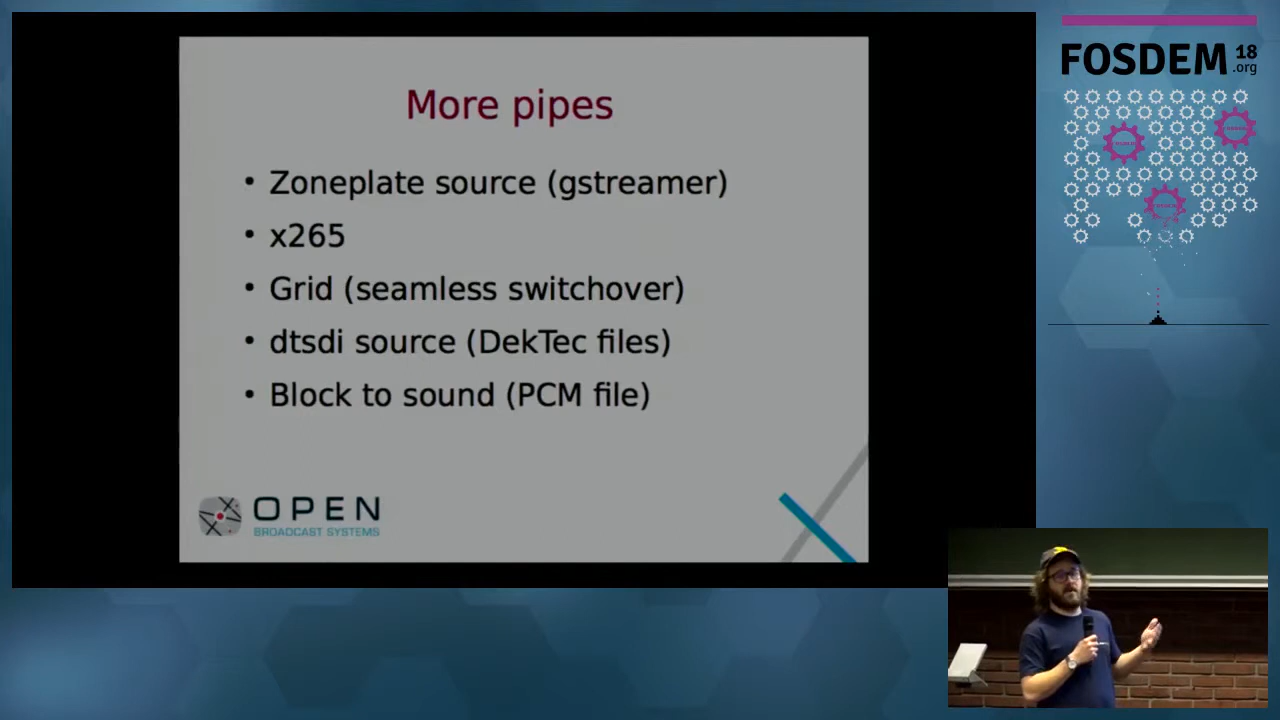 More pipes
• Zoneplate source (gstreamer)
• x265
• Grid (seamless switchover)
• dtsdi source (DekTec files)
• Block to sound (PCM file)
OPEN
BROADCAST SYSTEMS
FOSDEM 18
.org